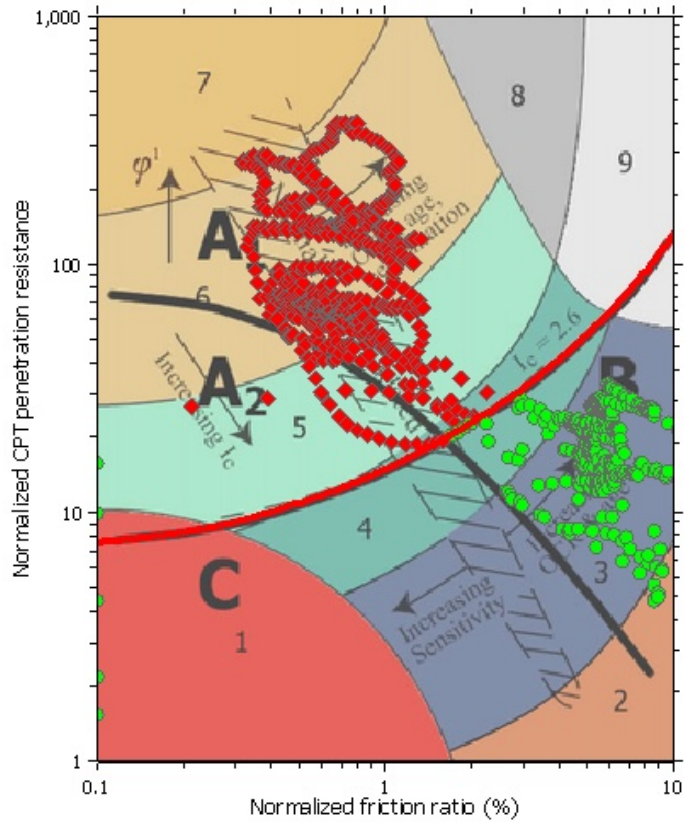 1,000
7
8
9
φ¹
A
6
100
A₂
Increasing Ic
5
Ic = 2.6
B
10
4
C
3
Increasing
Sensitivity
1
2
1
0.1
1
10
Normalized CPT penetration resistance
Normalized friction ratio (%)